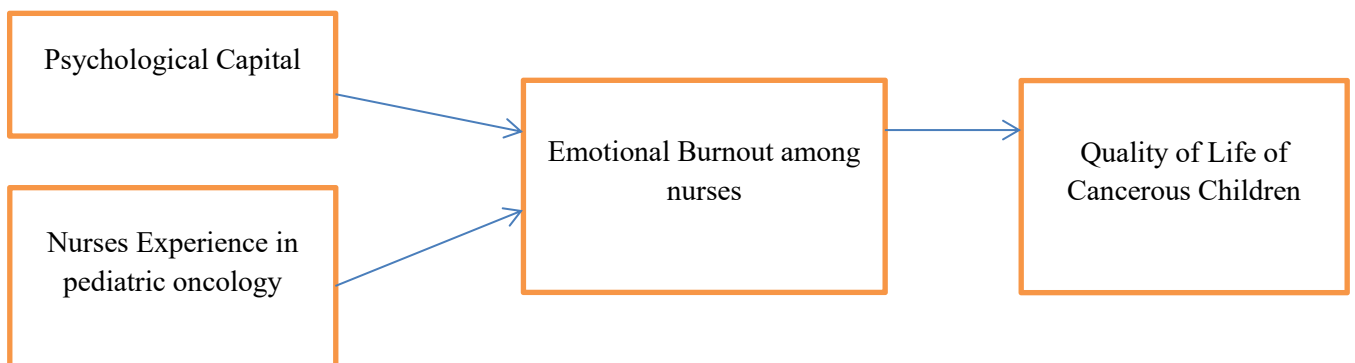 Psychological Capital
Nurses Experience in
pediatric oncology
Emotional Burnout among
nurses
Quality of Life of
Cancerous Children